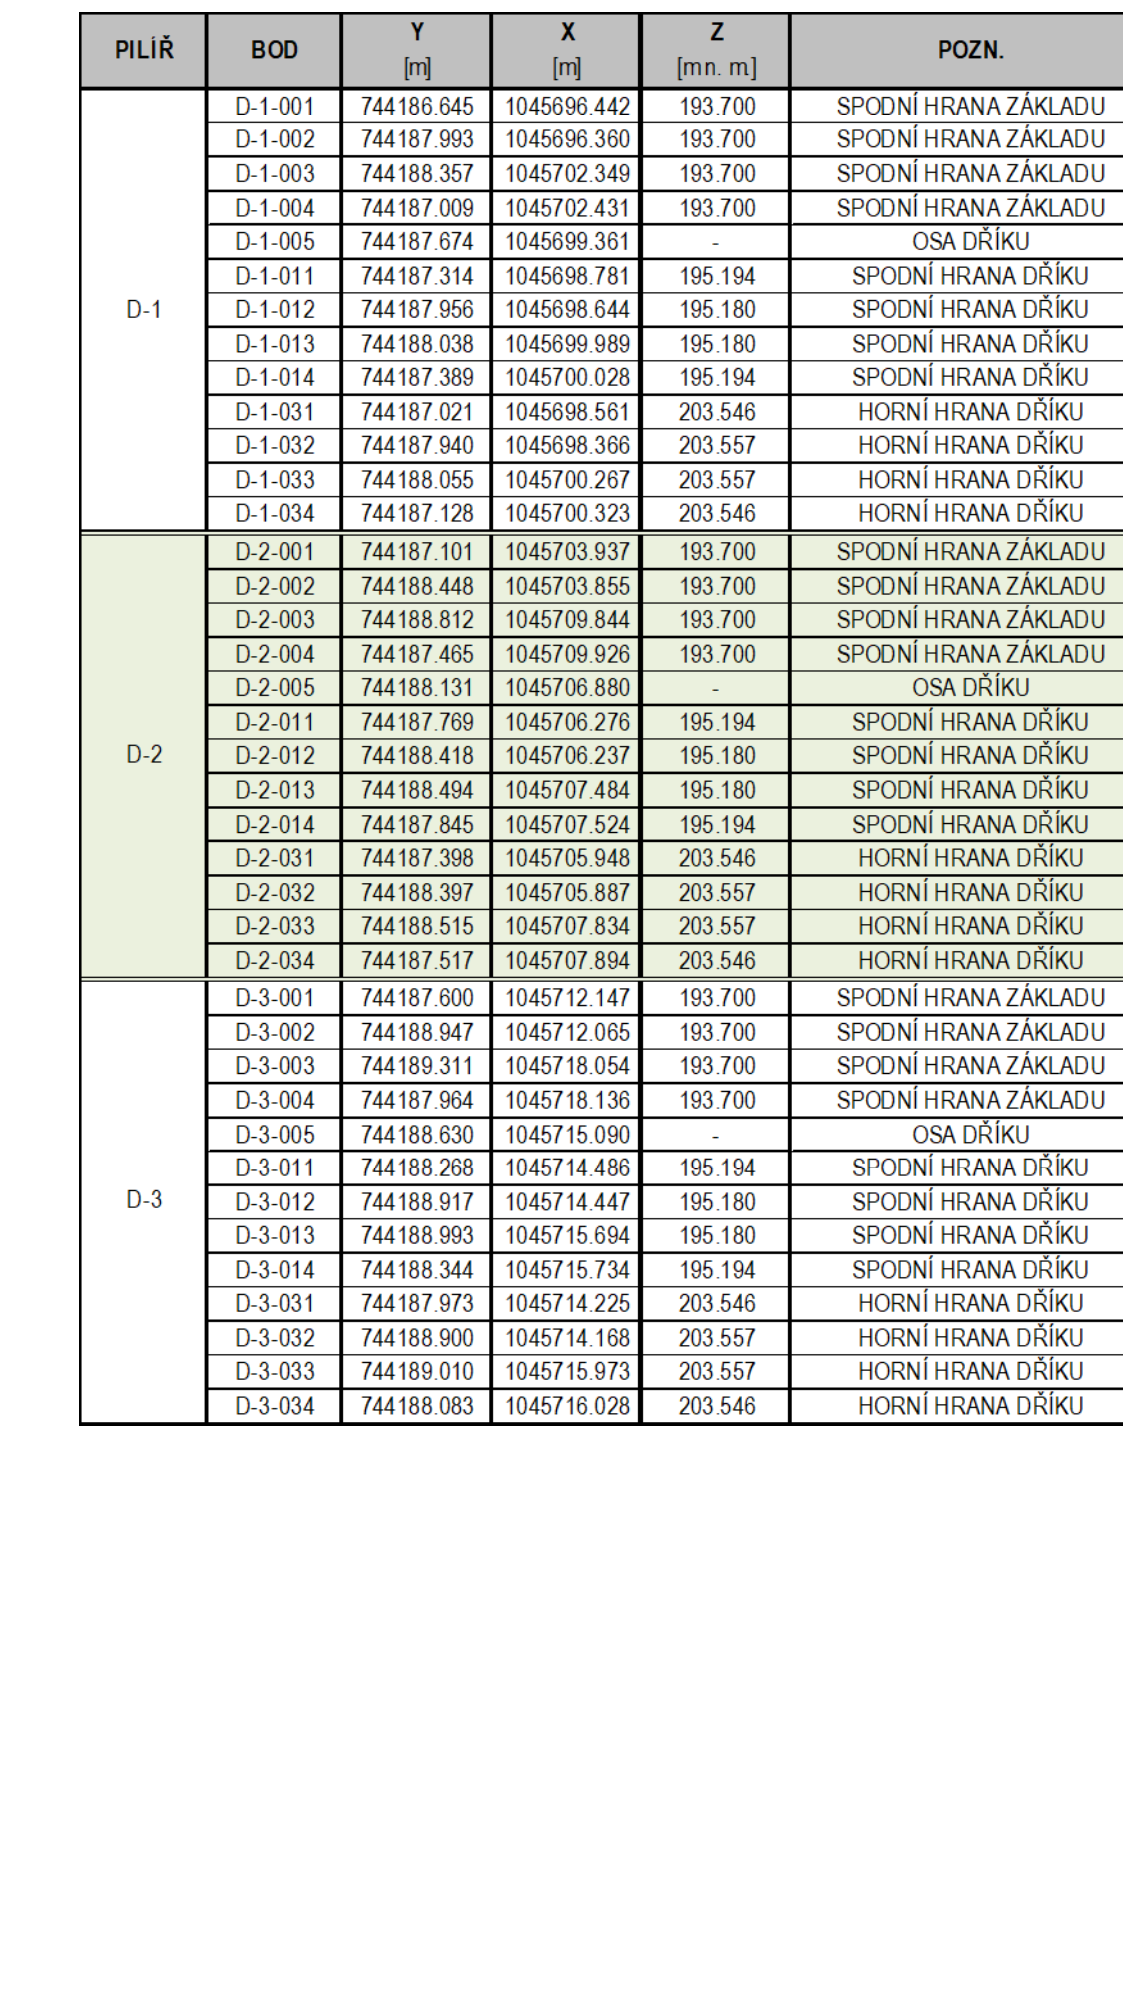 PILÍŘ BOD Y [m] X [m] Z [m n. m.] POZN.
D-1
D-1-001 744186.645 1045696.442 193.700 SPODNÍ HRANA ZÁKLADU
D-1-002 744187.993 1045696.360 193.700 SPODNÍ HRANA ZÁKLADU
D-1-003 744188.357 1045702.349 193.700 SPODNÍ HRANA ZÁKLADU
D-1-004 744187.009 1045702.431 193.700 SPODNÍ HRANA ZÁKLADU
D-1-005 744187.674 1045699.361 - OSA DŘÍKU
D-1-011 744187.314 1045698.781 195.194 SPODNÍ HRANA DŘÍKU
D-1-012 744187.956 1045698.644 195.180 SPODNÍ HRANA DŘÍKU
D-1-013 744188.038 1045699.989 195.180 SPODNÍ HRANA DŘÍKU
D-1-014 744187.389 1045700.028 195.194 SPODNÍ HRANA DŘÍKU
D-1-031 744187.021 1045698.561 203.546 HORNÍ HRANA DŘÍKU
D-1-032 744187.940 1045698.366 203.557 HORNÍ HRANA DŘÍKU
D-1-033 744188.055 1045700.267 203.557 HORNÍ HRANA DŘÍKU
D-1-034 744187.128 1045700.323 203.546 HORNÍ HRANA DŘÍKU
D-2
D-2-001 744187.101 1045703.937 193.700 SPODNÍ HRANA ZÁKLADU
D-2-002 744188.448 1045703.855 193.700 SPODNÍ HRANA ZÁKLADU
D-2-003 744188.812 1045709.844 193.700 SPODNÍ HRANA ZÁKLADU
D-2-004 744187.465 1045709.926 193.700 SPODNÍ HRANA ZÁKLADU
D-2-005 744188.131 1045706.880 - OSA DŘÍKU
D-2-011 744187.769 1045706.276 195.194 SPODNÍ HRANA DŘÍKU
D-2-012 744188.418 1045706.237 195.180 SPODNÍ HRANA DŘÍKU
D-2-013 744188.494 1045707.484 195.180 SPODNÍ HRANA DŘÍKU
D-2-014 744187.845 1045707.524 195.194 SPODNÍ HRANA DŘÍKU
D-2-031 744187.398 1045705.948 203.546 HORNÍ HRANA DŘÍKU
D-2-032 744188.397 1045705.887 203.557 HORNÍ HRANA DŘÍKU
D-2-033 744188.515 1045707.834 203.557 HORNÍ HRANA DŘÍKU
D-2-034 744187.517 1045707.894 203.546 HORNÍ HRANA DŘÍKU
D-3
D-3-001 744187.600 1045712.147 193.700 SPODNÍ HRANA ZÁKLADU
D-3-002 744188.947 1045712.065 193.700 SPODNÍ HRANA ZÁKLADU
D-3-003 744189.311 1045718.054 193.700 SPODNÍ HRANA ZÁKLADU
D-3-004 744187.964 1045718.136 193.700 SPODNÍ HRANA ZÁKLADU
D-3-005 744188.630 1045715.090 - OSA DŘÍKU
D-3-011 744188.268 1045714.486 195.194 SPODNÍ HRANA DŘÍKU
D-3-012 744188.917 1045714.447 195.180 SPODNÍ HRANA DŘÍKU
D-3-013 744188.993 1045715.694 195.180 SPODNÍ HRANA DŘÍKU
D-3-014 744188.344 1045715.734 195.194 SPODNÍ HRANA DŘÍKU
D-3-031 744187.973 1045714.225 203.546 HORNÍ HRANA DŘÍKU
D-3-032 744188.900 1045714.168 203.557 HORNÍ HRANA DŘÍKU
D-3-033 744189.010 1045715.973 203.557 HORNÍ HRANA DŘÍKU
D-3-034 744188.083 1045716.028 203.546 HORNÍ HRANA DŘÍKU